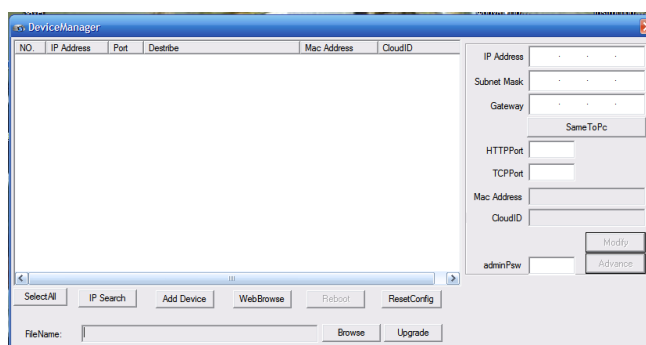 DeviceManager
NO. IP Address Port Destribe Mac Address CloudID
IP Address
Subnet Mask
Gateway
SameToPc
HTTPPort
TCPPort
Mac Address
CloudID
Modify
adminPsw Advance
SelectAll IP Search Add Device WebBrowse Reboot ResetConfig
FileName: Browse Upgrade